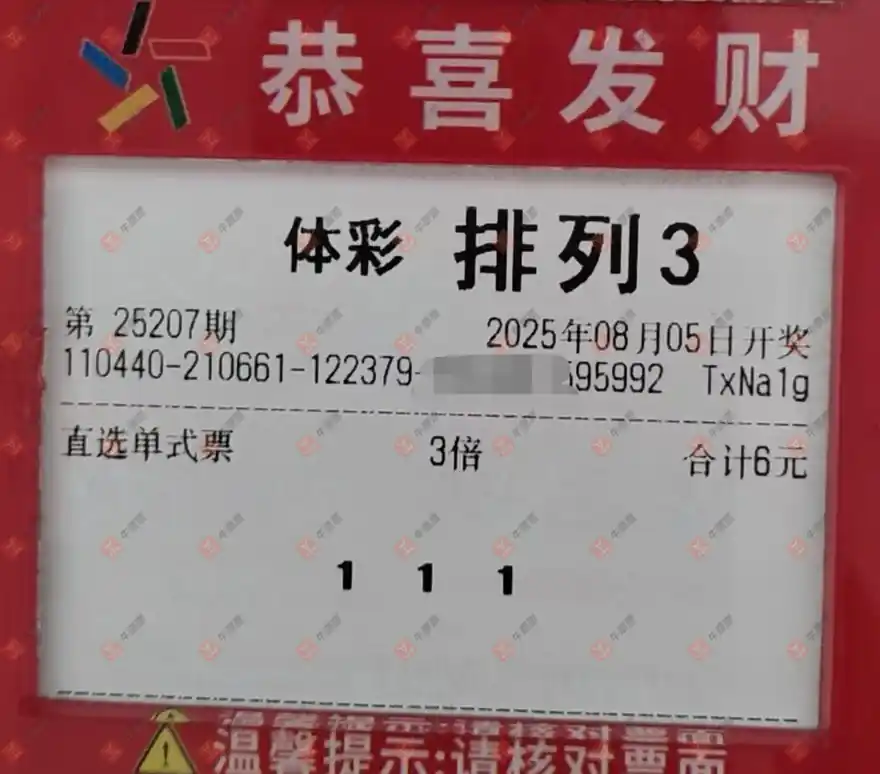 恭喜发财
体彩 排列3
第 25207期 2025年08月05日开奖
110440-210661-122379- 595992 TxNa1g
直选单式票 3倍 合计6元
1 1 1
温馨提示:请核对票面